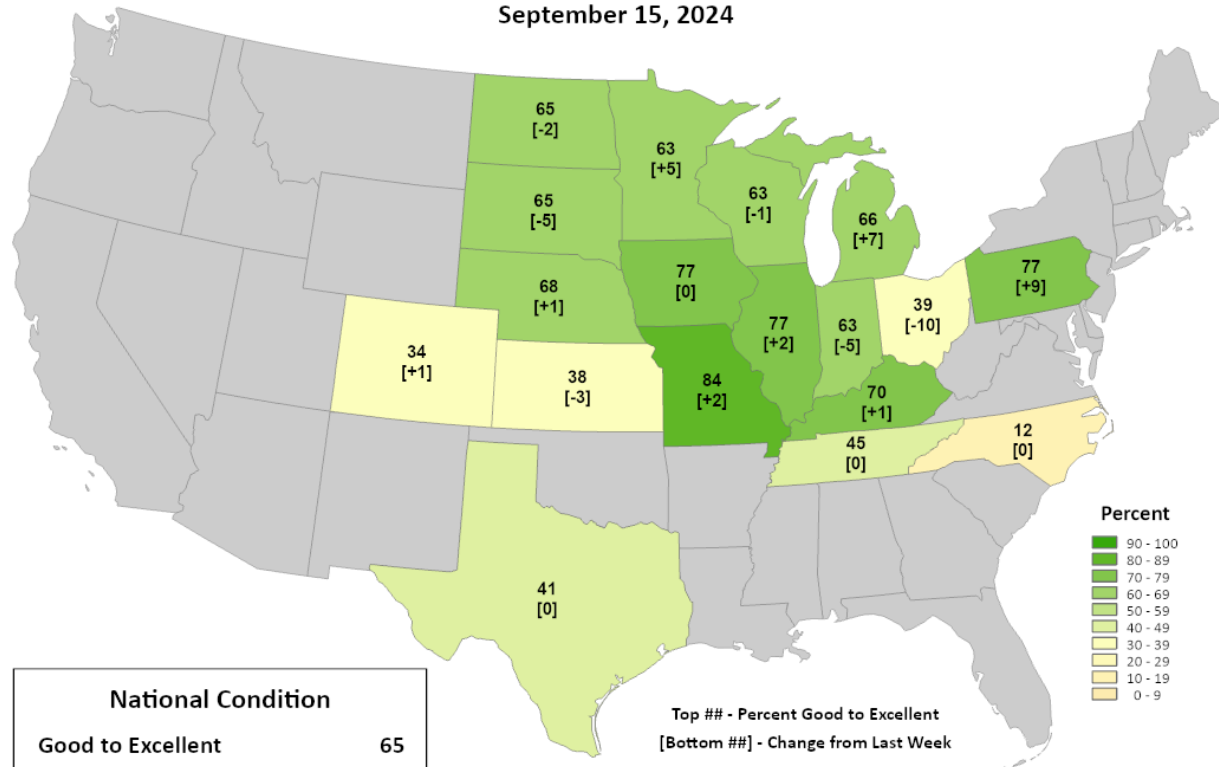 September 15, 2024
65
[-2]
63
[+5]
63
[-1]
66
[+7]
65
[-5]
77
[0]
77
[+9]
68
[+1]
77
[+2]
63
[-5]
39
[-10]
34
[+1]
38
[-3]
84
[+2]
70
[+1]
45
[0]
12
[0]
41
[0]
Percent
90 - 100
80 - 89
70 - 79
60 - 69
50 - 59
40 - 49
30 - 39
20 - 29
10 - 19
0 - 9
National Condition
Good to Excellent 65
Top ## - Percent Good to Excellent
[Bottom ##] - Change from Last Week